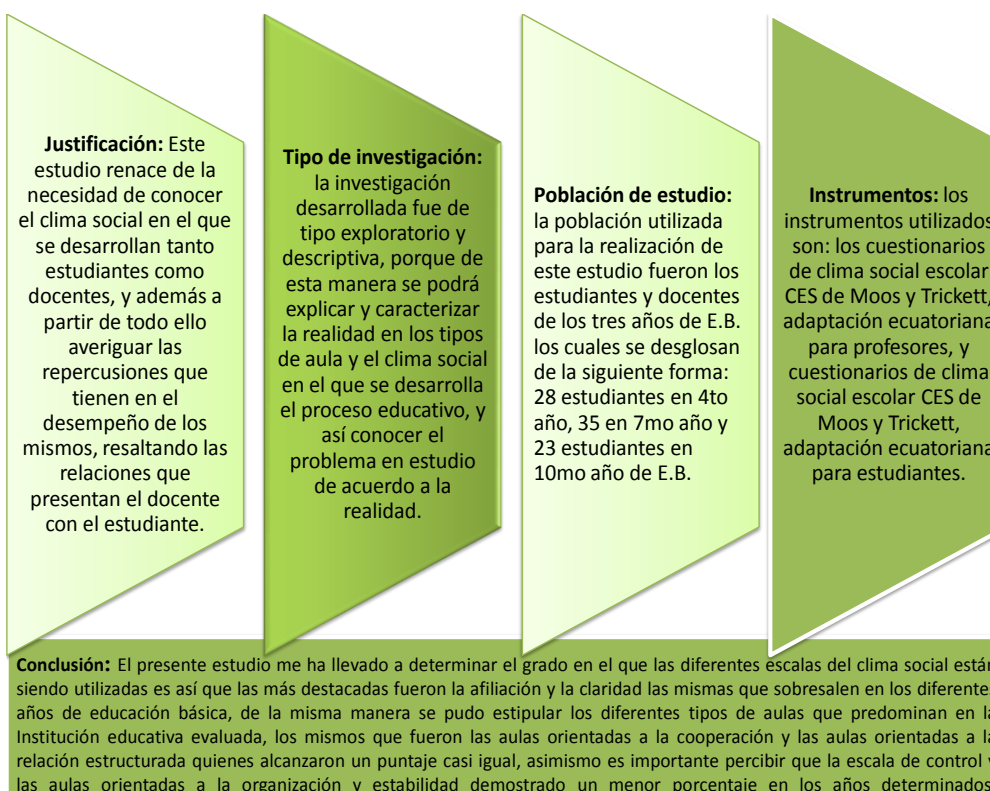 Justificación: Este
estudio renace de la
necesidad de conocer
el clima social en el que
se desarrollan tanto
estudiantes como
docentes, y además a
partir de todo ello
averiguar las
repercusiones que
tienen en el
desempeño de los
mismos, resaltando las
relaciones que
presentan el docente
con el estudiante.
Tipo de investigación:
la investigación
desarrollada fue de
tipo exploratorio y
descriptiva, porque de
esta manera se podrá
explicar y caracterizar
la realidad en los tipos
de aula y el clima social
en el que se desarrolla
el proceso educativo, y
así conocer el
problema en estudio
de acuerdo a la
realidad.
Población de estudio:
la población utilizada
para la realización de
este estudio fueron los
estudiantes y docentes
de los tres años de E.B.
los cuales se desglosan
de la siguiente forma:
28 estudiantes en 4to
año, 35 en 7mo año y
23 estudiantes en
10mo año de E.B.
Instrumentos: los
instrumentos utilizados
son: los cuestionarios
de clima social escolar
CES de Moos y Trickett,
adaptación ecuatoriana
para profesores, y
cuestionarios de clima
social escolar CES de
Moos y Trickett,
adaptación ecuatoriana
para estudiantes.
Conclusión: El presente estudio me ha llevado a determinar el grado en el que las diferentes escalas del clima social están
siendo utilizadas es así que las más destacadas fueron la afiliación y la claridad las mismas que sobresalen en los diferentes
años de educación básica, de la misma manera se pudo estipular los diferentes tipos de aulas que predominan en la
Institución educativa evaluada, los mismos que fueron las aulas orientadas a la cooperación y las aulas orientadas a la
relación estructurada quienes alcanzaron un puntaje casi igual, asimismo es importante percibir que la escala de control y
las aulas orientadas a la organización y estabilidad demostrado un menor porcentaje en los años determinados.